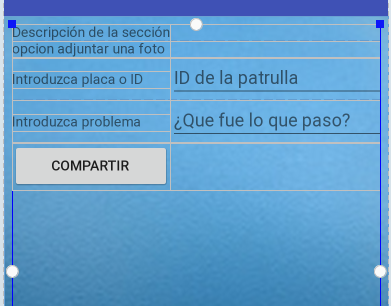 Descripción de la sección
opcion adjuntar una foto
Introduzca placa o ID
ID de la patrulla
Introduzca problema
¿Que fue lo que paso?
COMPARTIR